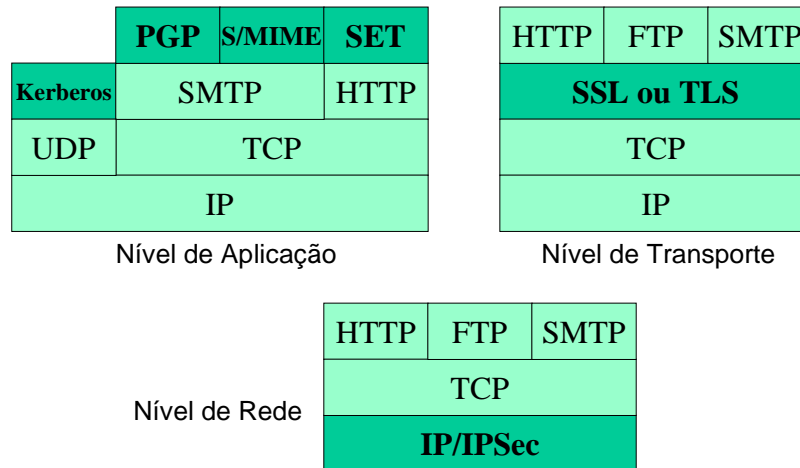 PGP S/MIME SET
Kerberos SMTP HTTP
UDP TCP
IP
Nível de Aplicação
HTTP FTP SMTP
SSL ou TLS
TCP
IP
Nível de Transporte
HTTP FTP SMTP
TCP
IP/IPSec
Nível de Rede